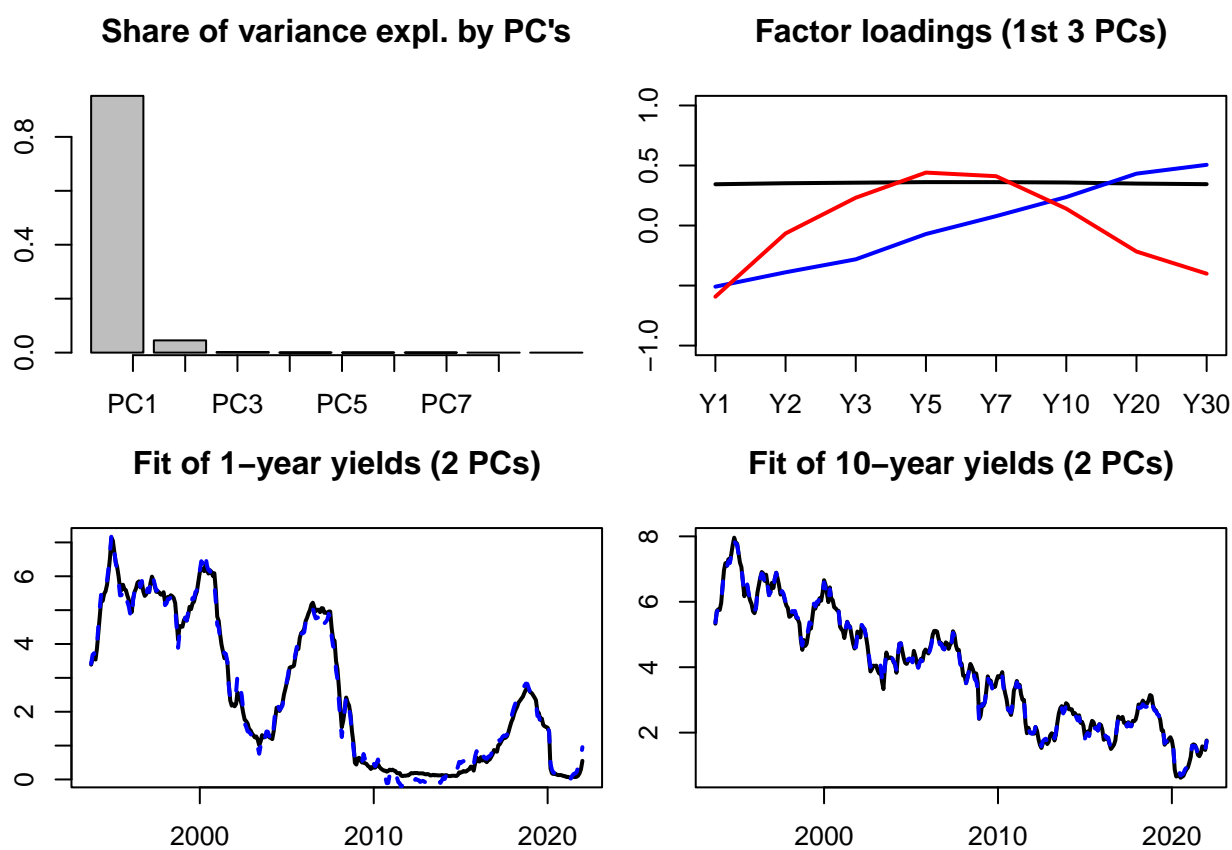 Share of variance expl. by PC's
0.8
0.4
0.0
PC1 PC3 PC5 PC7
Factor loadings (1st 3 PCs)
1.0
0.5
0.0
−1.0
Y1 Y2 Y3 Y5 Y7 Y10 Y20 Y30
Fit of 1−year yields (2 PCs)
6
4
2
0
2000 2010 2020
Fit of 10−year yields (2 PCs)
8
6
4
2
2000 2010 2020